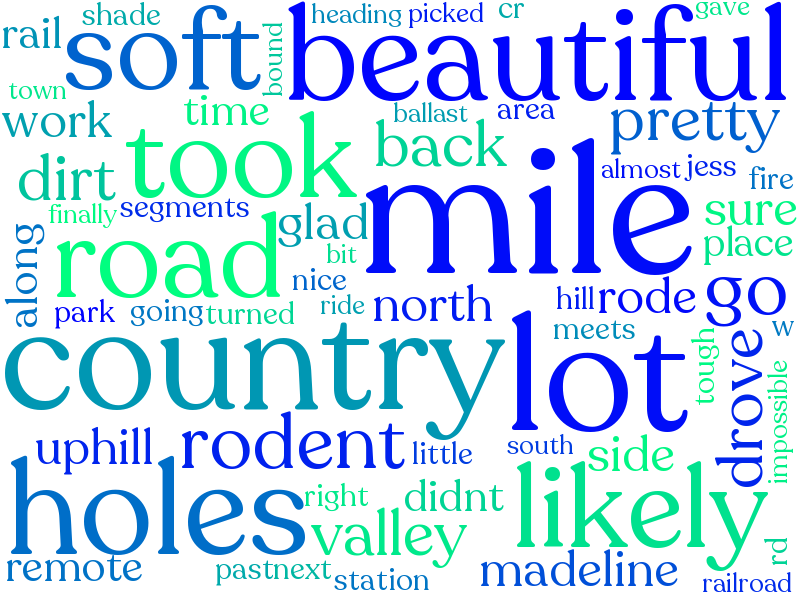 shade
heading
picked
cr
gave
rail
soft
bound
beautiful
town
work
time
ballast
area
pretty
dirt
took
back
mile
almost
jess
fire
finally
segments
glad
sure
along
road
bit
place
nice
park
going
turned
ride
north
hill
rode
go
country
lot
meets
w
tough
drove
impossible
uphill
rodent
little
south
side
holes
right
didnt
likely
valley
rd
remote
past
next
station
madeline
railroad